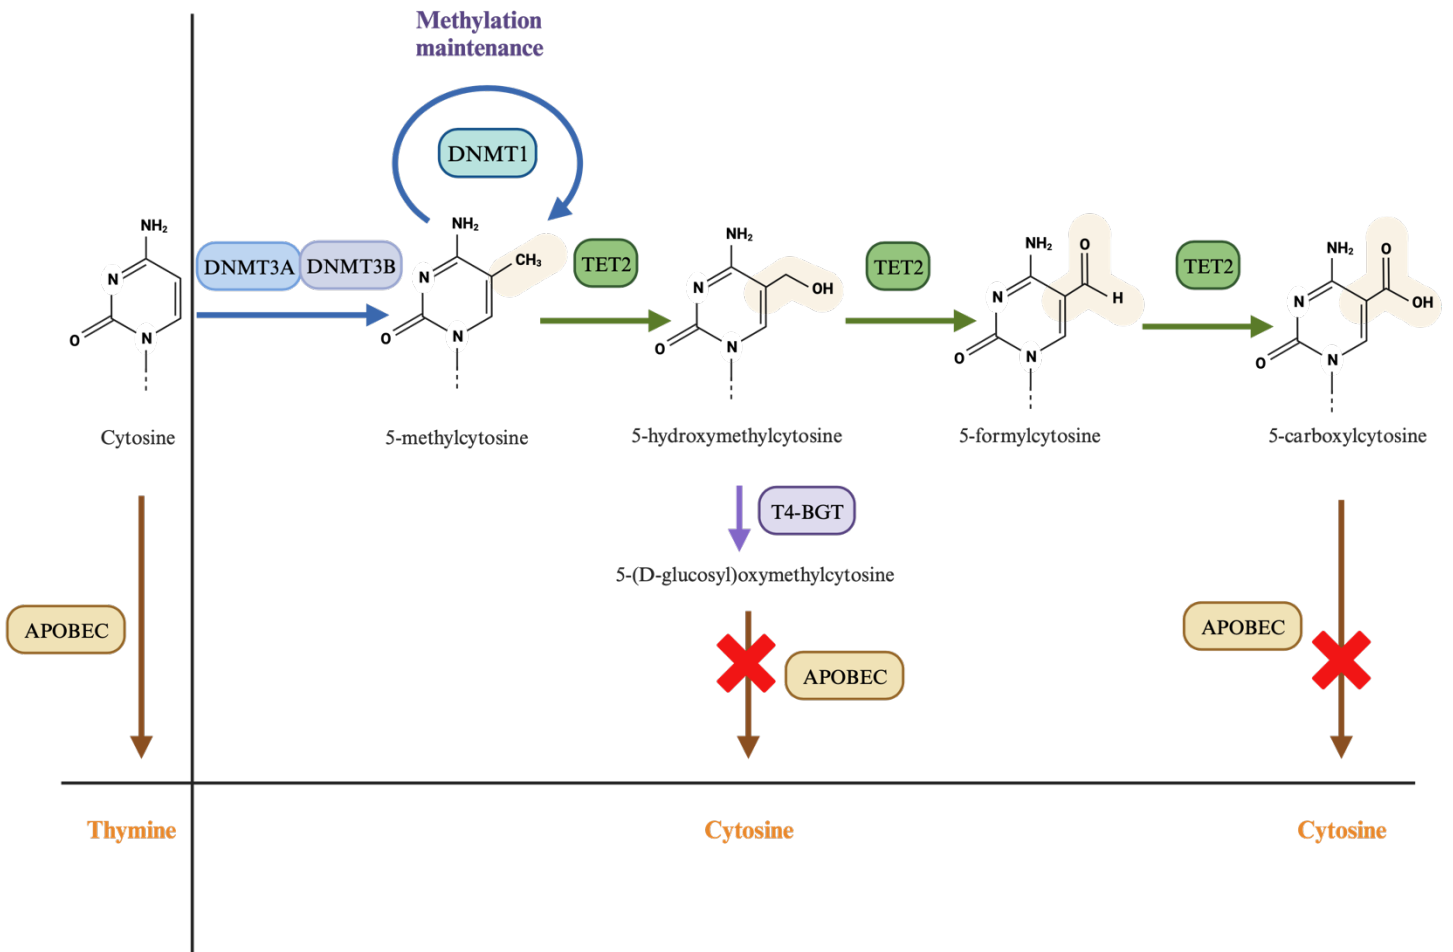 Methylation
maintenance
DNMT1
NH₂
N
O
N
DNMT3A
DNMT3B
NH₂
CH₃
N
O
N
TET2
NH₂
N
OH
O
N
TET2
NH₂
O
N
H
O
N
TET2
NH₂
O
N
OH
O
N
Cytosine
5-methylcytosine
5-hydroxymethylcytosine
5-formylcytosine
5-carboxylcytosine
T4-BGT
5-(D-glucosyl)oxymethylcytosine
APOBEC
APOBEC
APOBEC
Thymine
Cytosine
Cytosine